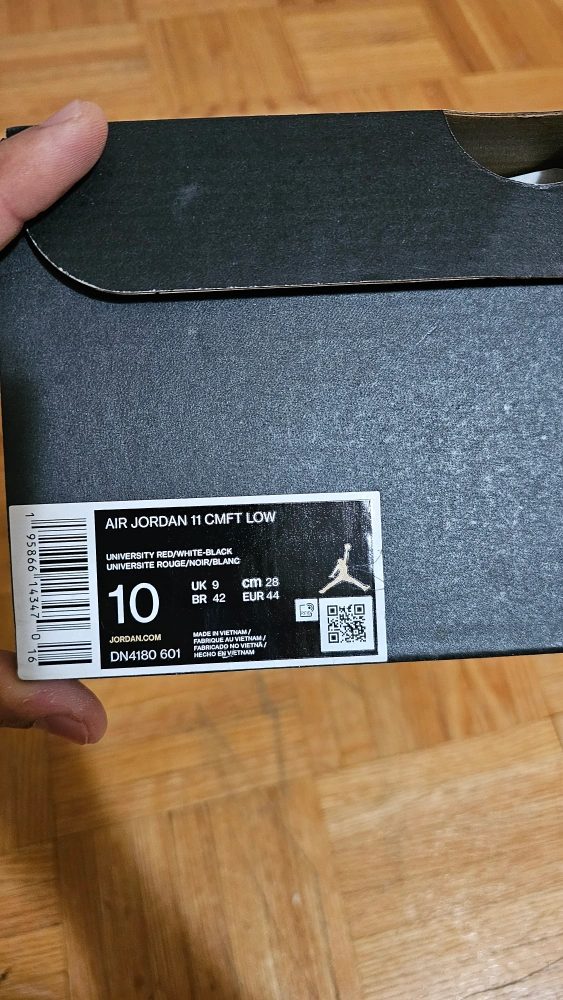 AIR JORDAN 11 CMFT LOW
UNIVERSITY RED/WHITE-BLACK
UNIVERSITE ROUGE/NOIR/BLANC
10
UK 9 cm 28
BR 42 EUR 44
JORDAN.COM
DN4180 601
MADE IN VIETNAM /
FABRIQUE AU VIETNAM /
FABRICADO NO VIETNÃ /
HECHO EN VIETNAM
1 95866 14347 0 16